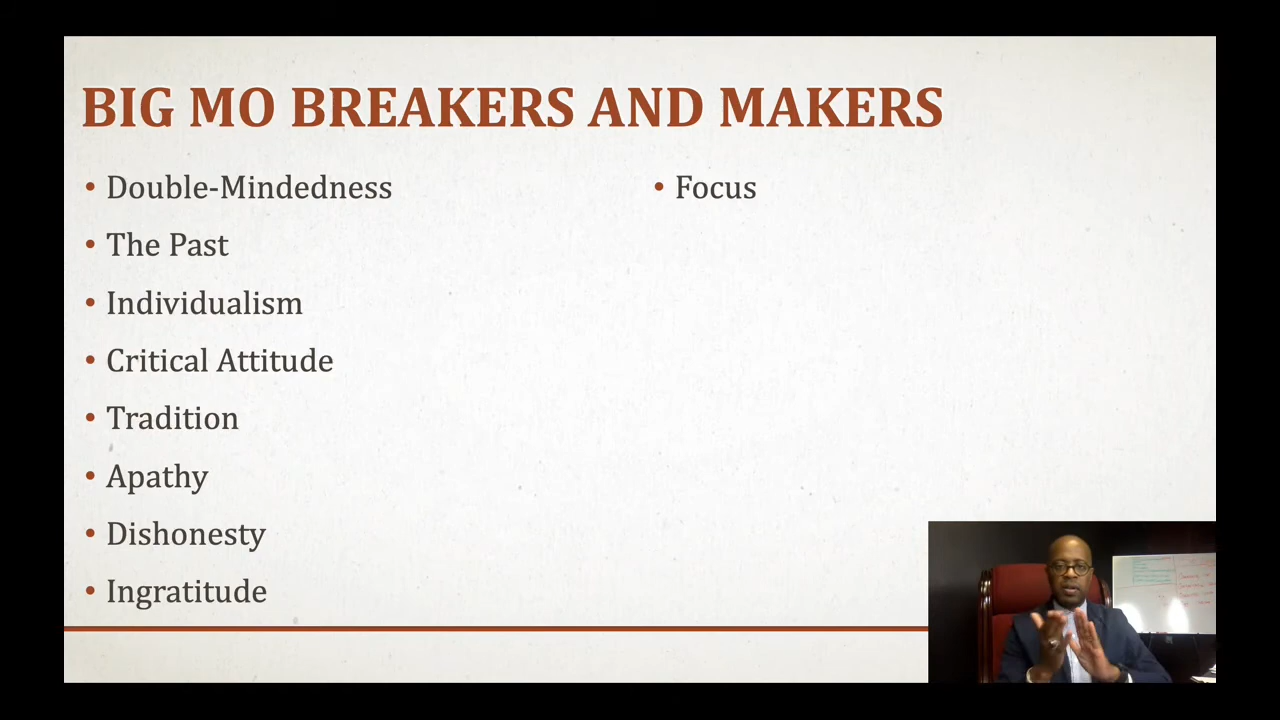 BIG MO BREAKERS AND MAKERS
• Double-Mindedness
• The Past
• Individualism
• Critical Attitude
• Tradition
• Apathy
• Dishonesty
• Ingratitude
• Focus